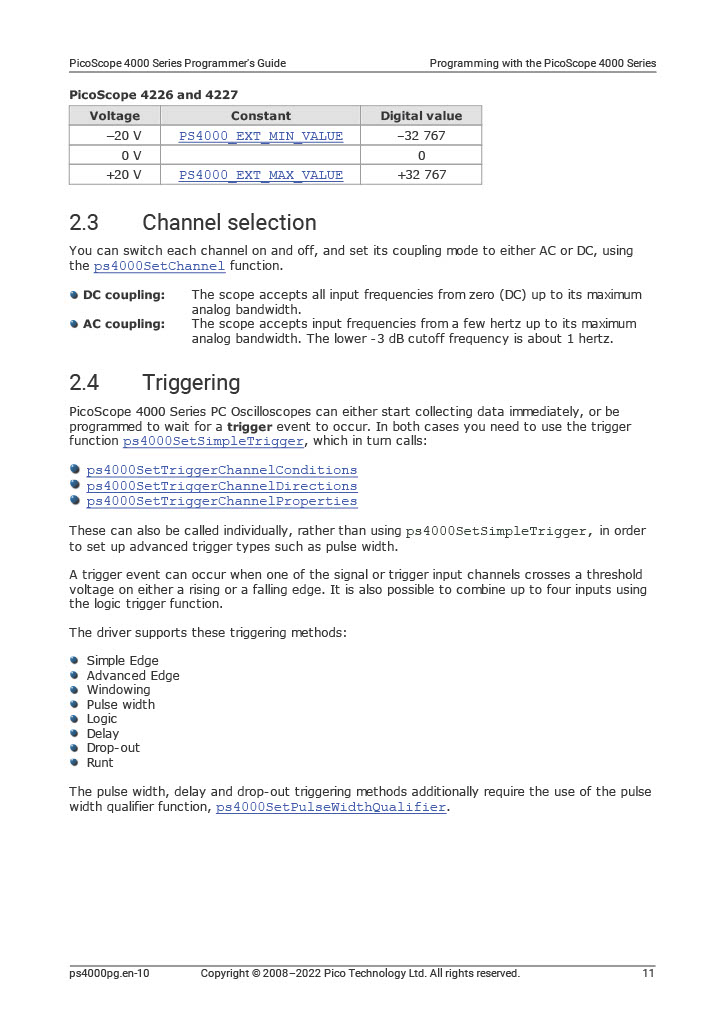 PicoScope 4000 Series Programmer's Guide
Programming with the PicoScope 4000 Series
PicoScope 4226 and 4227
Voltage Constant Digital value
–20 V PS4000_EXT_MIN_VALUE –32 767
0 V 0
+20 V PS4000_EXT_MAX_VALUE +32 767
2.3 Channel selection
You can switch each channel on and off, and set its coupling mode to either AC or DC, using
the ps4000SetChannel function.
DC coupling: The scope accepts all input frequencies from zero (DC) up to its maximum
analog bandwidth.
AC coupling: The scope accepts input frequencies from a few hertz up to its maximum
analog bandwidth. The lower -3 dB cutoff frequency is about 1 hertz.
2.4 Triggering
PicoScope 4000 Series PC Oscilloscopes can either start collecting data immediately, or be
programmed to wait for a trigger event to occur. In both cases you need to use the trigger
function ps4000SetSimpleTrigger, which in turn calls:
ps4000SetTriggerChannelConditions
ps4000SetTriggerChannelDirections
ps4000SetTriggerChannelProperties
These can also be called individually, rather than using ps4000SetSimpleTrigger, in order
to set up advanced trigger types such as pulse width.
A trigger event can occur when one of the signal or trigger input channels crosses a threshold
voltage on either a rising or a falling edge. It is also possible to combine up to four inputs using
the logic trigger function.
The driver supports these triggering methods:
Simple Edge
Advanced Edge
Windowing
Pulse width
Logic
Delay
Drop-out
Runt
The pulse width, delay and drop-out triggering methods additionally require the use of the pulse
width qualifier function, ps4000SetPulseWidthQualifier.
ps4000pg.en-10 Copyright © 2008–2022 Pico Technology Ltd. All rights reserved. 11